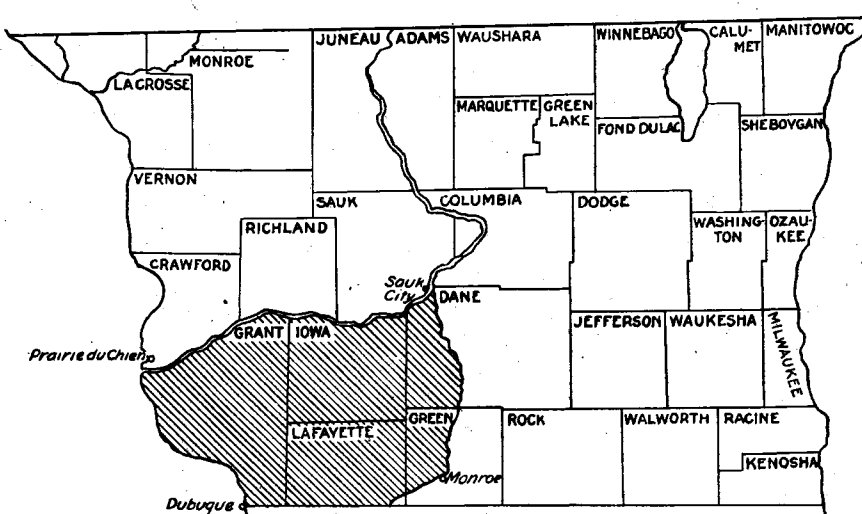 JUNEAU
ADAMS
WAUSHARA
WINNEBAGO
CALU-
MET
MANITOWOC
MONROE
LA CROSSE
MARQUETTE
GREEN
LAKE
FOND DU LAC
SHEBOYGAN
VERNON
SAUK
COLUMBIA
DODGE
RICHLAND
WASHING-
TON
OZAU-
KEE
CRAWFORD
Sauk
City
DANE
GRANT
IOWA
JEFFERSON
WAUKESHA
MILWAUKEE
Prairie du Chien
LAFAYETTE
GREEN
ROCK
WALWORTH
RACINE
KENOSHA
Monroe
Dubuque